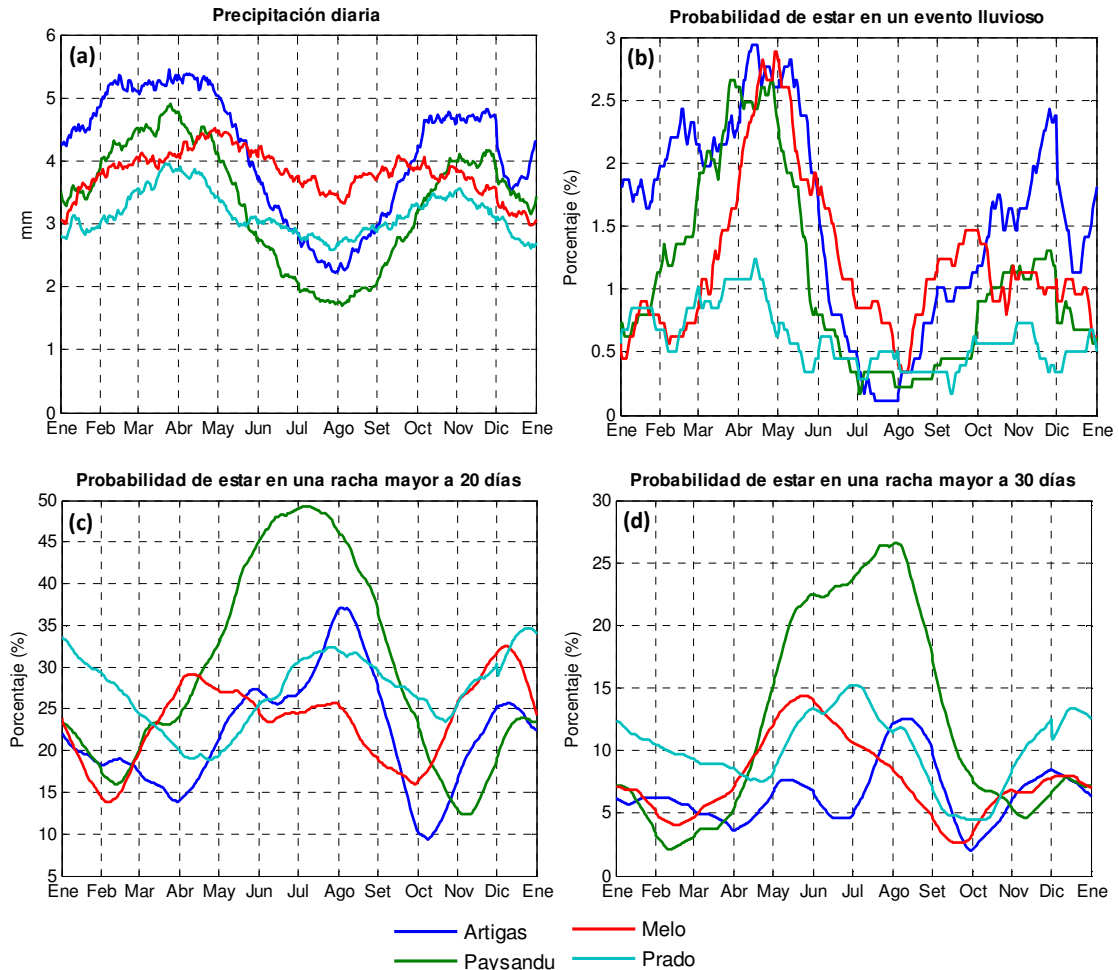 Precipitación diaria
(a)
mm
6
5
4
3
2
1
0
Ene Feb Mar Abr May Jun Jul Ago Set Oct Nov Dic Ene
Probabilidad de estar en un evento lluvioso
(b)
Porcentaje (%)
3
2.5
2
1.5
1
0.5
0
Ene Feb Mar Abr May Jun Jul Ago Set Oct Nov Dic Ene
Probabilidad de estar en una racha mayor a 20 días
(c)
Porcentaje (%)
50
45
40
35
30
25
20
15
10
5
Ene Feb Mar Abr May Jun Jul Ago Set Oct Nov Dic Ene
Probabilidad de estar en una racha mayor a 30 días
(d)
Porcentaje (%)
30
25
20
15
10
5
0
Ene Feb Mar Abr May Jun Jul Ago Set Oct Nov Dic Ene
Artigas
Melo
Paysandu
Prado